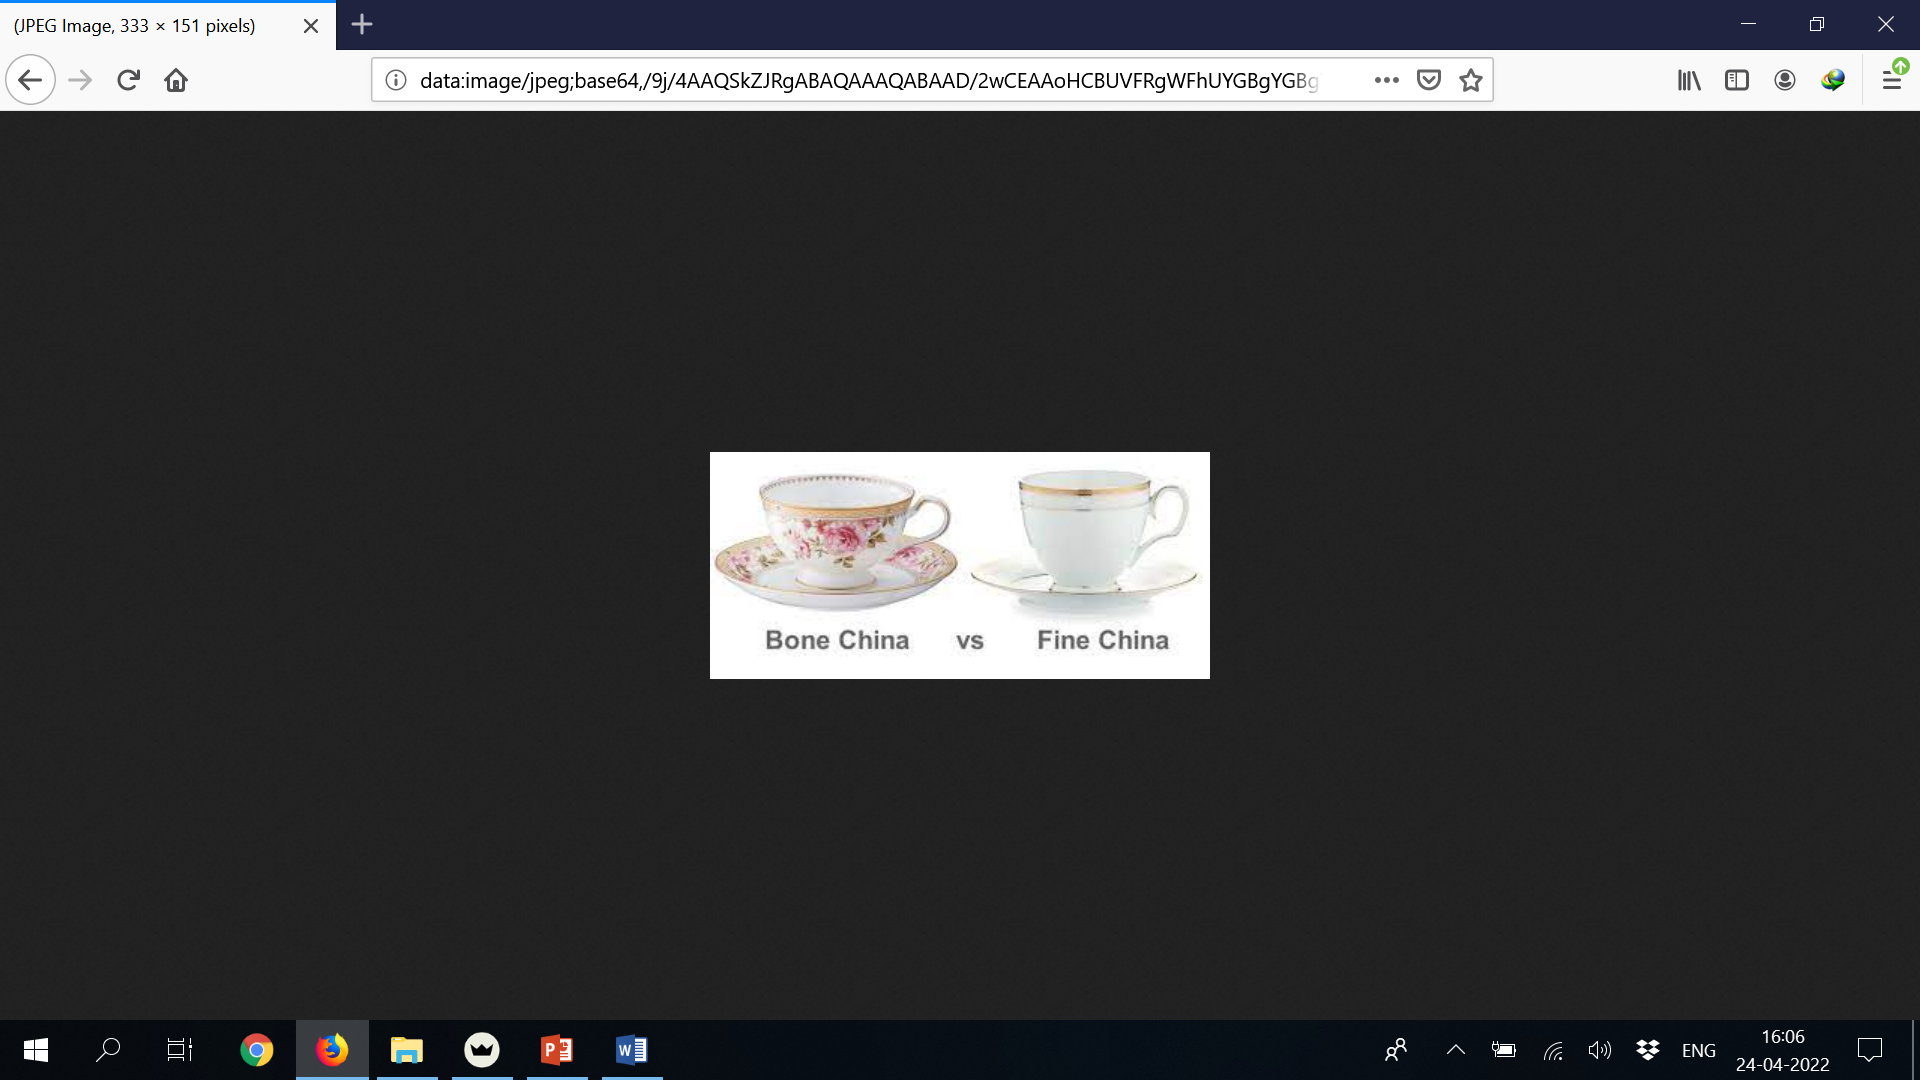 (JPEG Image, 333 × 151 pixels)
data:image/jpeg;base64,/9j/4AAQSkZJRgABAQAAAQABAAD/2wCEAAoHCBUVFRgWFhUYGBgYGBg
Bone China vs Fine China
ENG
16:06
24-04-2022